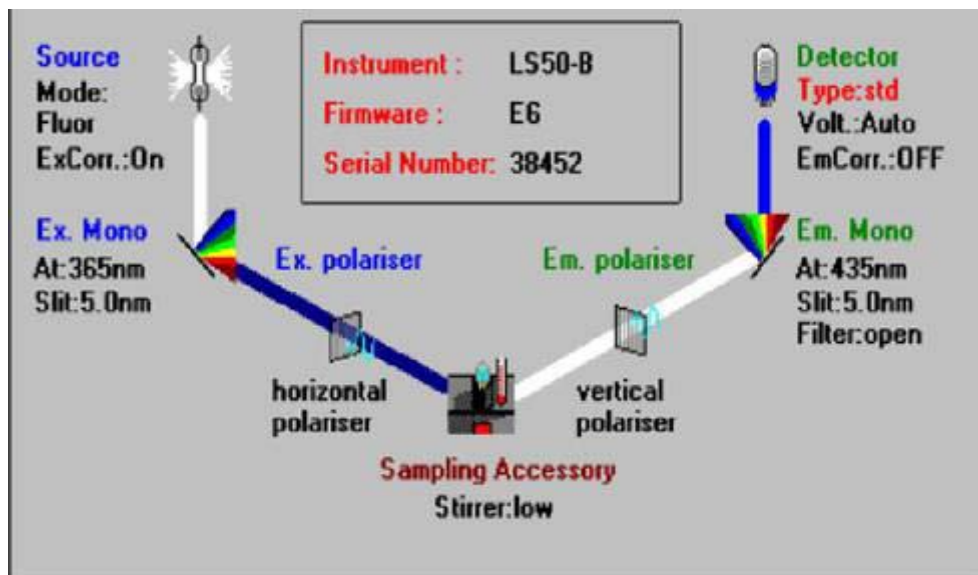 Source
Mode:
Fluor
ExCorr.:On
Instrument : LS50-B
Firmware : E6
Serial Number: 38452
Detector
Type:std
Volt.:Auto
EmCorr.:OFF
Ex. Mono
At:365nm
Slit:5.0nm
Ex. polariser
Em. polariser
Em. Mono
At:435nm
Slit:5.0nm
Filter:open
horizontal
polariser
vertical
polariser
Sampling Accessory
Stirrer:low